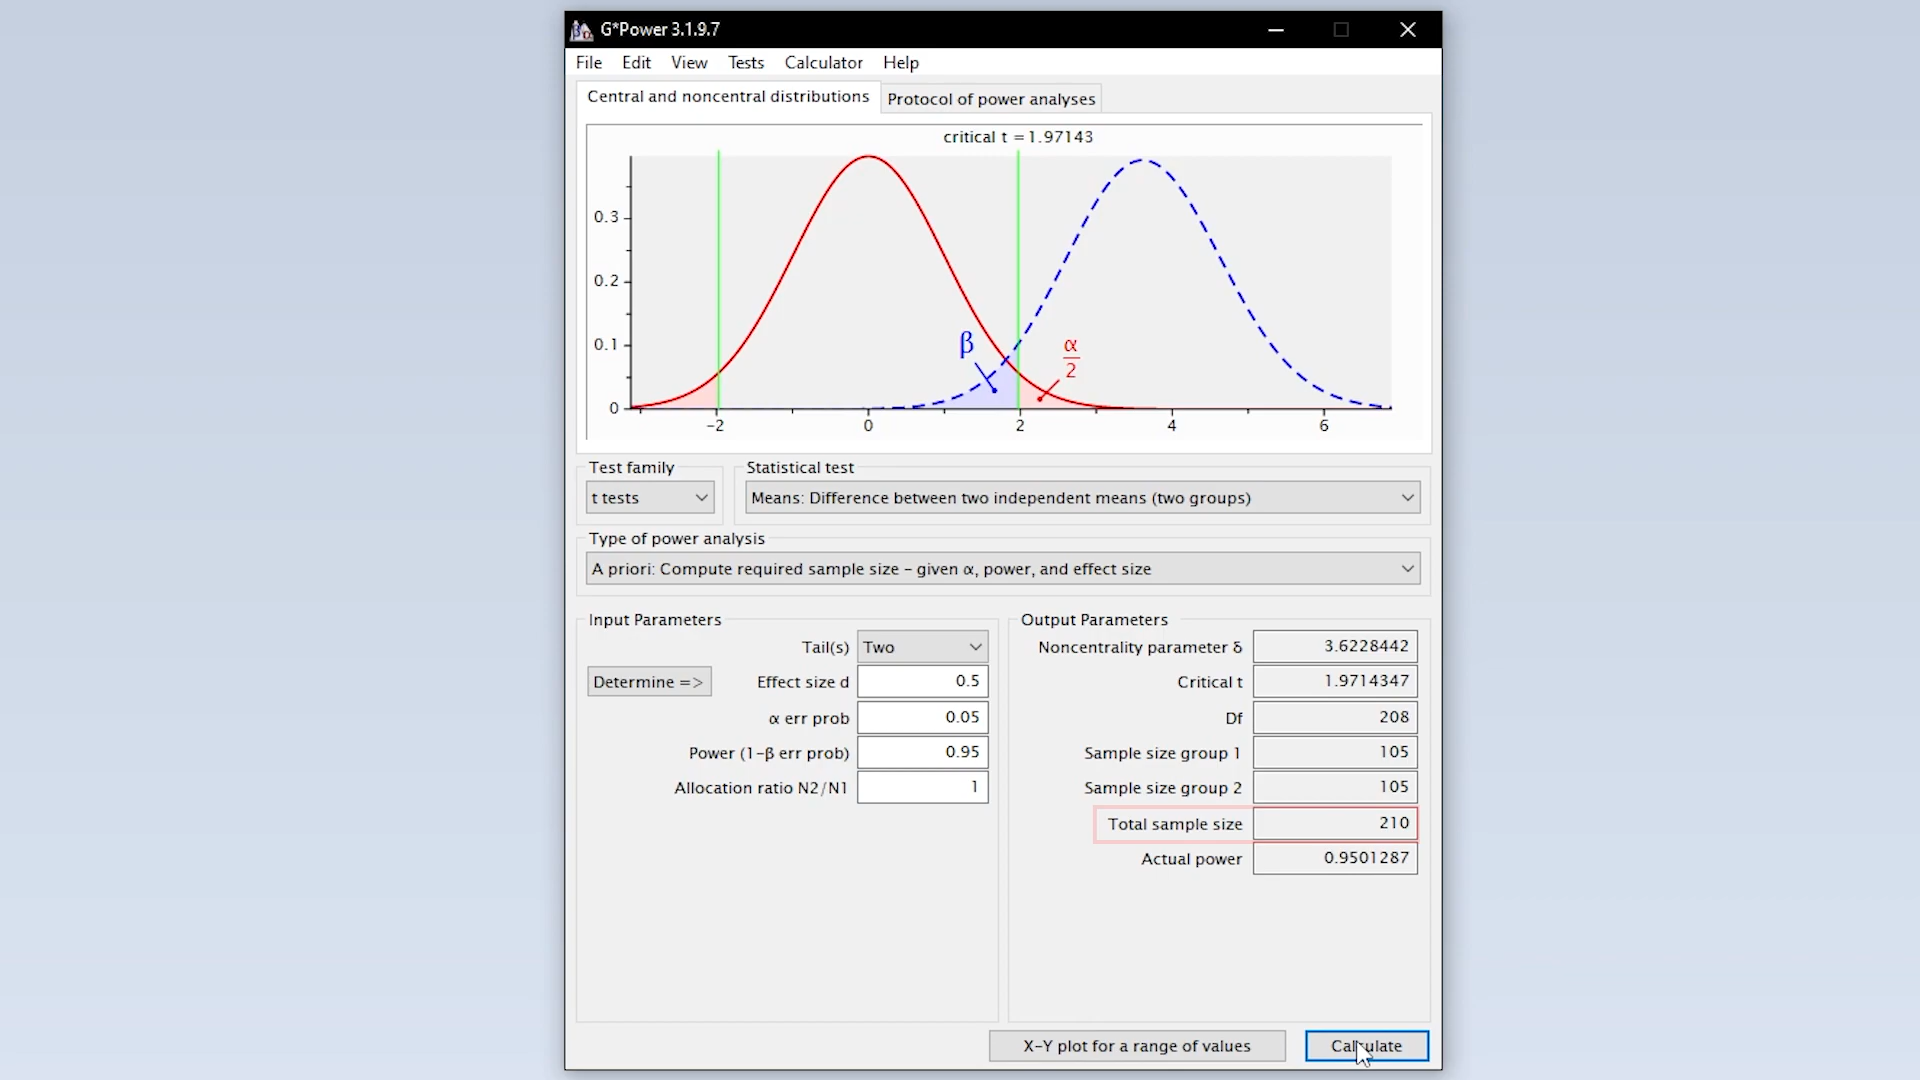 G*Power 3.1.9.7
File Edit View Tests Calculator Help
Central and noncentral distributions Protocol of power analyses
critical t = 1.97143
0.3
0.2
0.1
0
β
α
2
-2 0 2 4 6
Test family Statistical test
t tests Means: Difference between two independent means (two groups)
Type of power analysis
A priori: Compute required sample size - given α, power, and effect size
Input Parameters
Tail(s) Two
Determine => Effect size d 0.5
α err prob 0.05
Power (1-β err prob) 0.95
Allocation ratio N2/N1 1
Output Parameters
Noncentrality parameter δ 3.6228442
Critical t 1.9714347
Df 208
Sample size group 1 105
Sample size group 2 105
Total sample size 210
Actual power 0.9501287
X-Y plot for a range of values Calculate